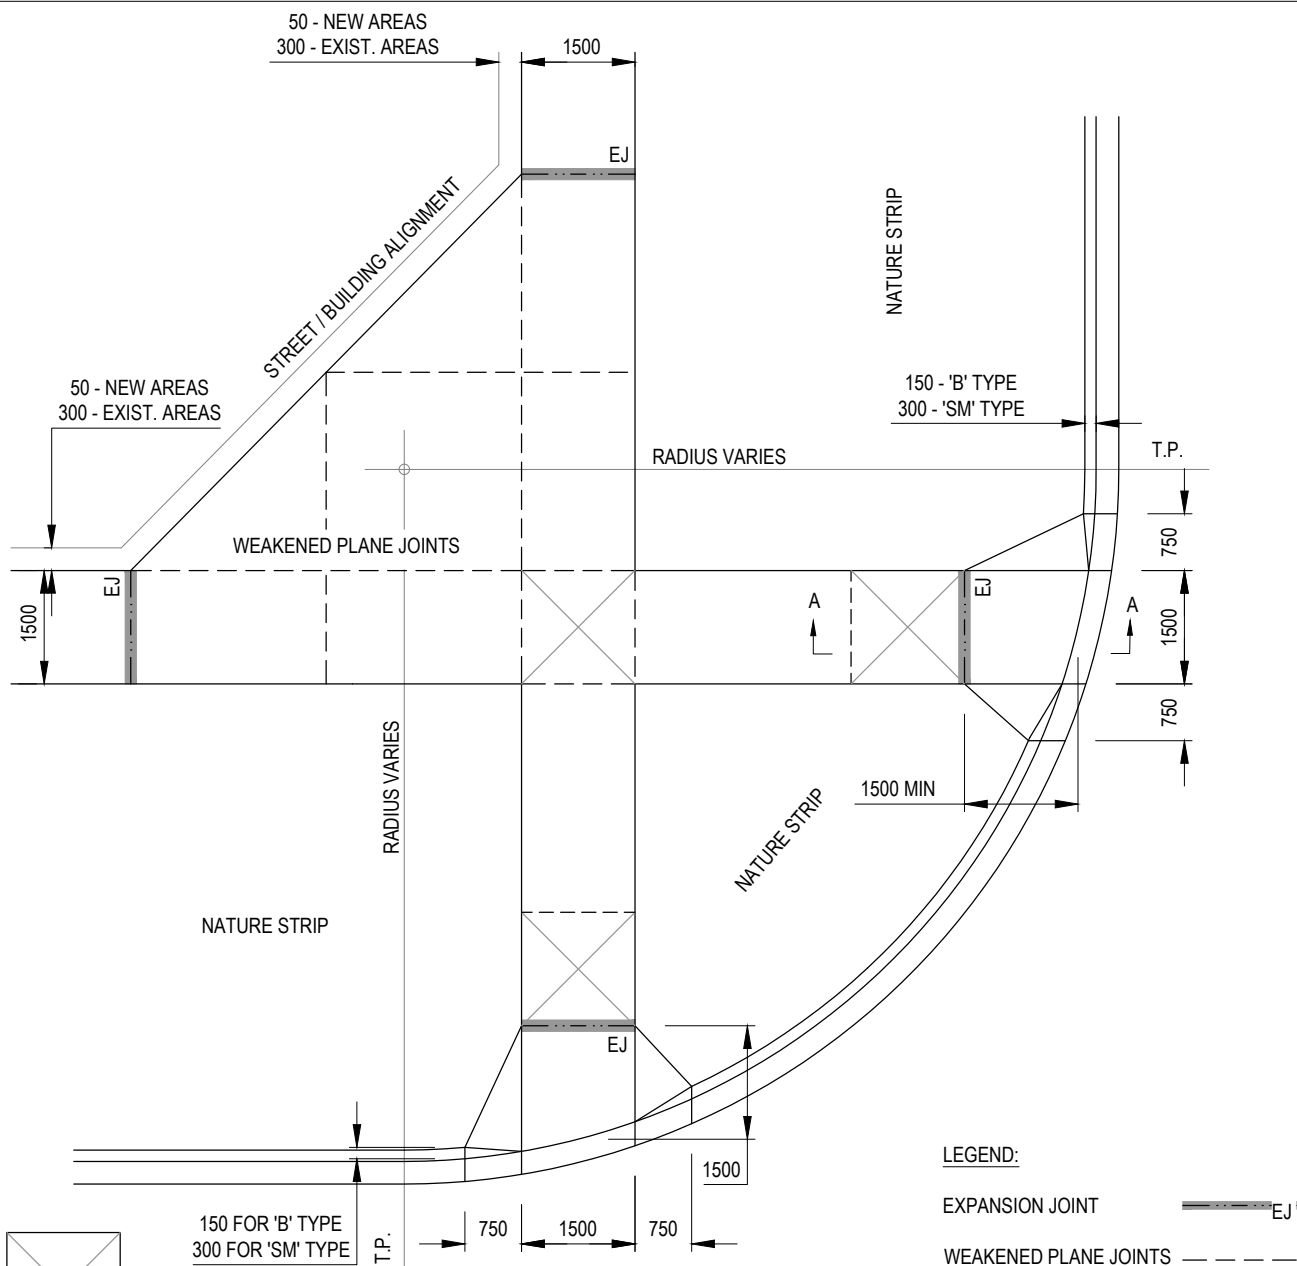 50 - NEW AREAS
300 - EXIST. AREAS
1500
EJ
STREET / BUILDING ALIGNMENT
NATURE STRIP
50 - NEW AREAS
300 - EXIST. AREAS
150 - 'B' TYPE
300 - 'SM' TYPE
RADIUS VARIES
T.P.
WEAKENED PLANE JOINTS
750
EJ
1500
A
EJ
A
1500
750
RADIUS VARIES
1500 MIN
NATURE STRIP
NATURE STRIP
EJ
1500
LEGEND:
EXPANSION JOINT
EJ
150 FOR 'B' TYPE
300 FOR 'SM' TYPE
T.P.
750
1500
750
WEAKENED PLANE JOINTS